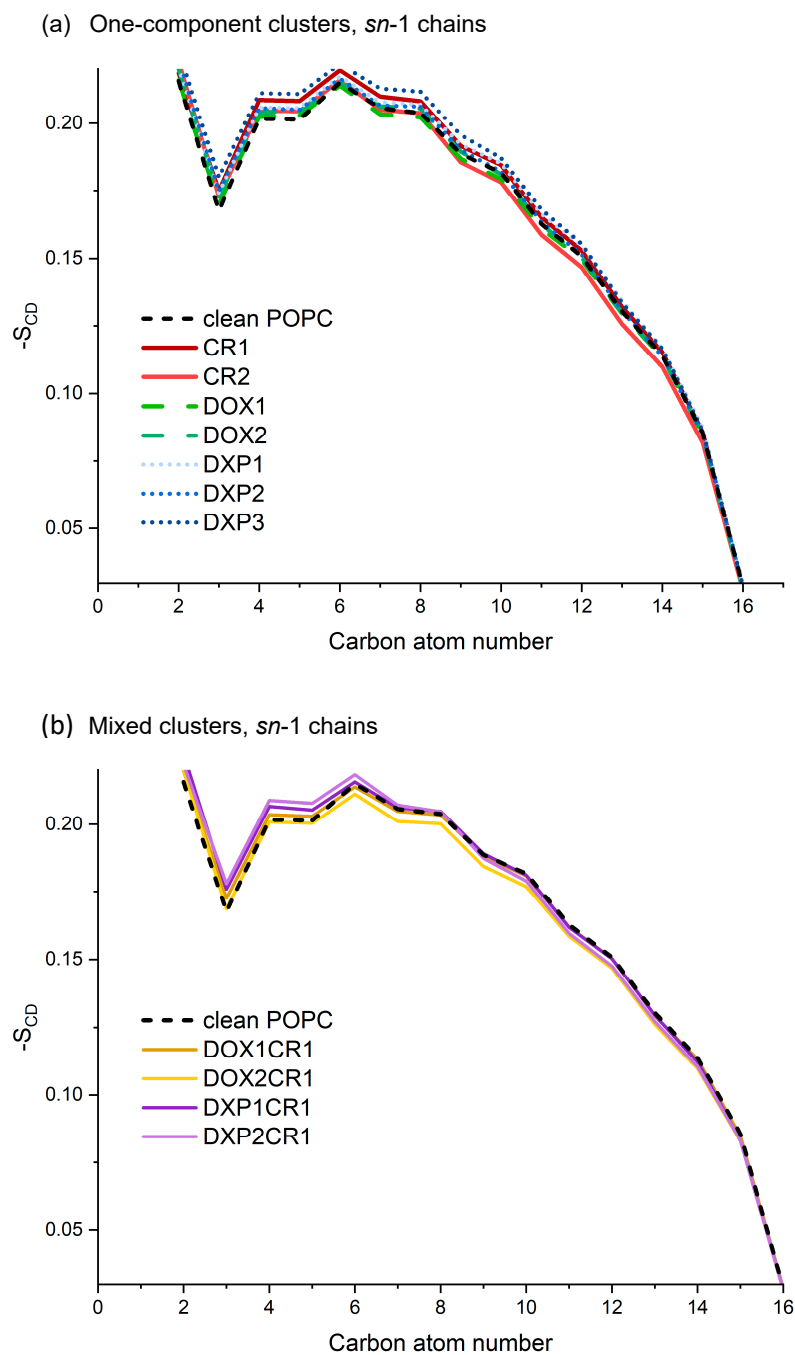 (a) One-component clusters, sn-1 chains
0.20
0.15
0.10
0.05
-S_CD
clean POPC
CR1
CR2
DOX1
DOX2
DXP1
DXP2
DXP3
0 2 4 6 8 10 12 14 16
Carbon atom number
(b) Mixed clusters, sn-1 chains
0.20
0.15
0.10
0.05
-S_CD
clean POPC
DOX1CR1
DOX2CR1
DXP1CR1
DXP2CR1
0 2 4 6 8 10 12 14 16
Carbon atom number